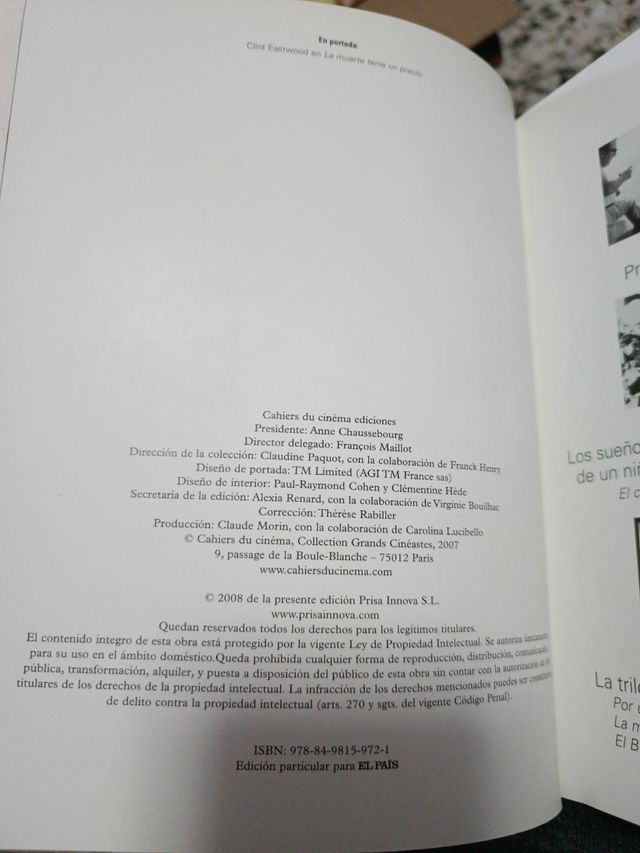 En portada:
Clint Eastwood en La muerte tenía un precio
Cahiers du cinéma ediciones
Presidente: Anne Chaussebourg
Director delegado: François Maillot
Dirección de la colección: Claudine Paquot, con la colaboración de Franck Henry
Diseño de portada: TM Limited (AGI TM France sas)
Diseño de interior: Paul-Raymond Cohen y Clémentine Hède
Secretaría de la edición: Alexia Renard, con la colaboración de Virginie Bouilhac
Corrección: Thérèse Rabiller
Producción: Claude Morin, con la colaboración de Carolina Lucibello
© Cahiers du cinéma, Collection Grands Cinéastes, 2007
9, passage de la Boule-Blanche – 75012 Paris
www.cahiersducinema.com
© 2008 de la presente edición Prisa Innova S.L.
www.prisainnova.com
Quedan reservados todos los derechos para los legítimos titulares.
El contenido íntegro de esta obra está protegido por la vigente Ley de Propiedad Intelectual. Se autoriza únicamente
para su uso en el ámbito doméstico.Queda prohibida cualquier forma de reproducción, distribución, comunicación
pública, transformación, alquiler, y puesta a disposición del público de esta obra sin contar con la autorización de
titulares de los derechos de la propiedad intelectual. La infracción de los derechos mencionados puedes ser
de delito contra la propiedad intelectual (arts. 270 y sgts. del vigente Código Penal).
ISBN: 978-84-9815-972-1
Edición particular para EL PAÍS
Pr
Los sueño
de un ni
El
La tril
Por
La m
El B